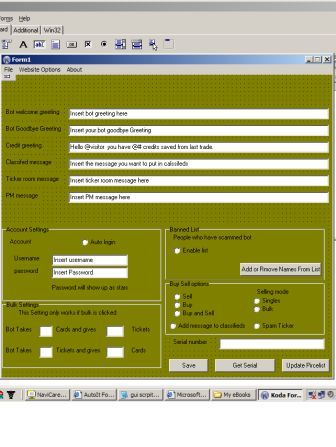 orms Help
ard Additional Win32
Form1
File Website Options About
Bot welcome greeting Insert bot greeting here
Bot Goodbye Greeting Insert your bot goodbye Greeting
Credit greeting Hello @visitor you have @# credits saved from last trade.
Classifed message Insert the message you want to put in calssifeds
Ticker room message Insert ticker room message here
PM message Insert PM message here
Account Settings
Account Auto login
Username Insert username
password Insert Password
Password will show up as stars
Banned List
People who have scammed bot
Enable list
Add or Rmove Names From List
Buy Sell options
Sell
Buy
Buy and Sell
Selling mode
Singles
Bulk
Add message to classifieds Spam Ticker
Bulk Settings
This Setting only works if bulk is clicked
Bot Takes Cards and gives Tickets
Bot Takes Tickets and gives Cards
Serial number
Save Get Serial Update Pircelist
NaviCare... AutoIt Fo... gui scrpit... Microsoft... My eBooks Koda For...